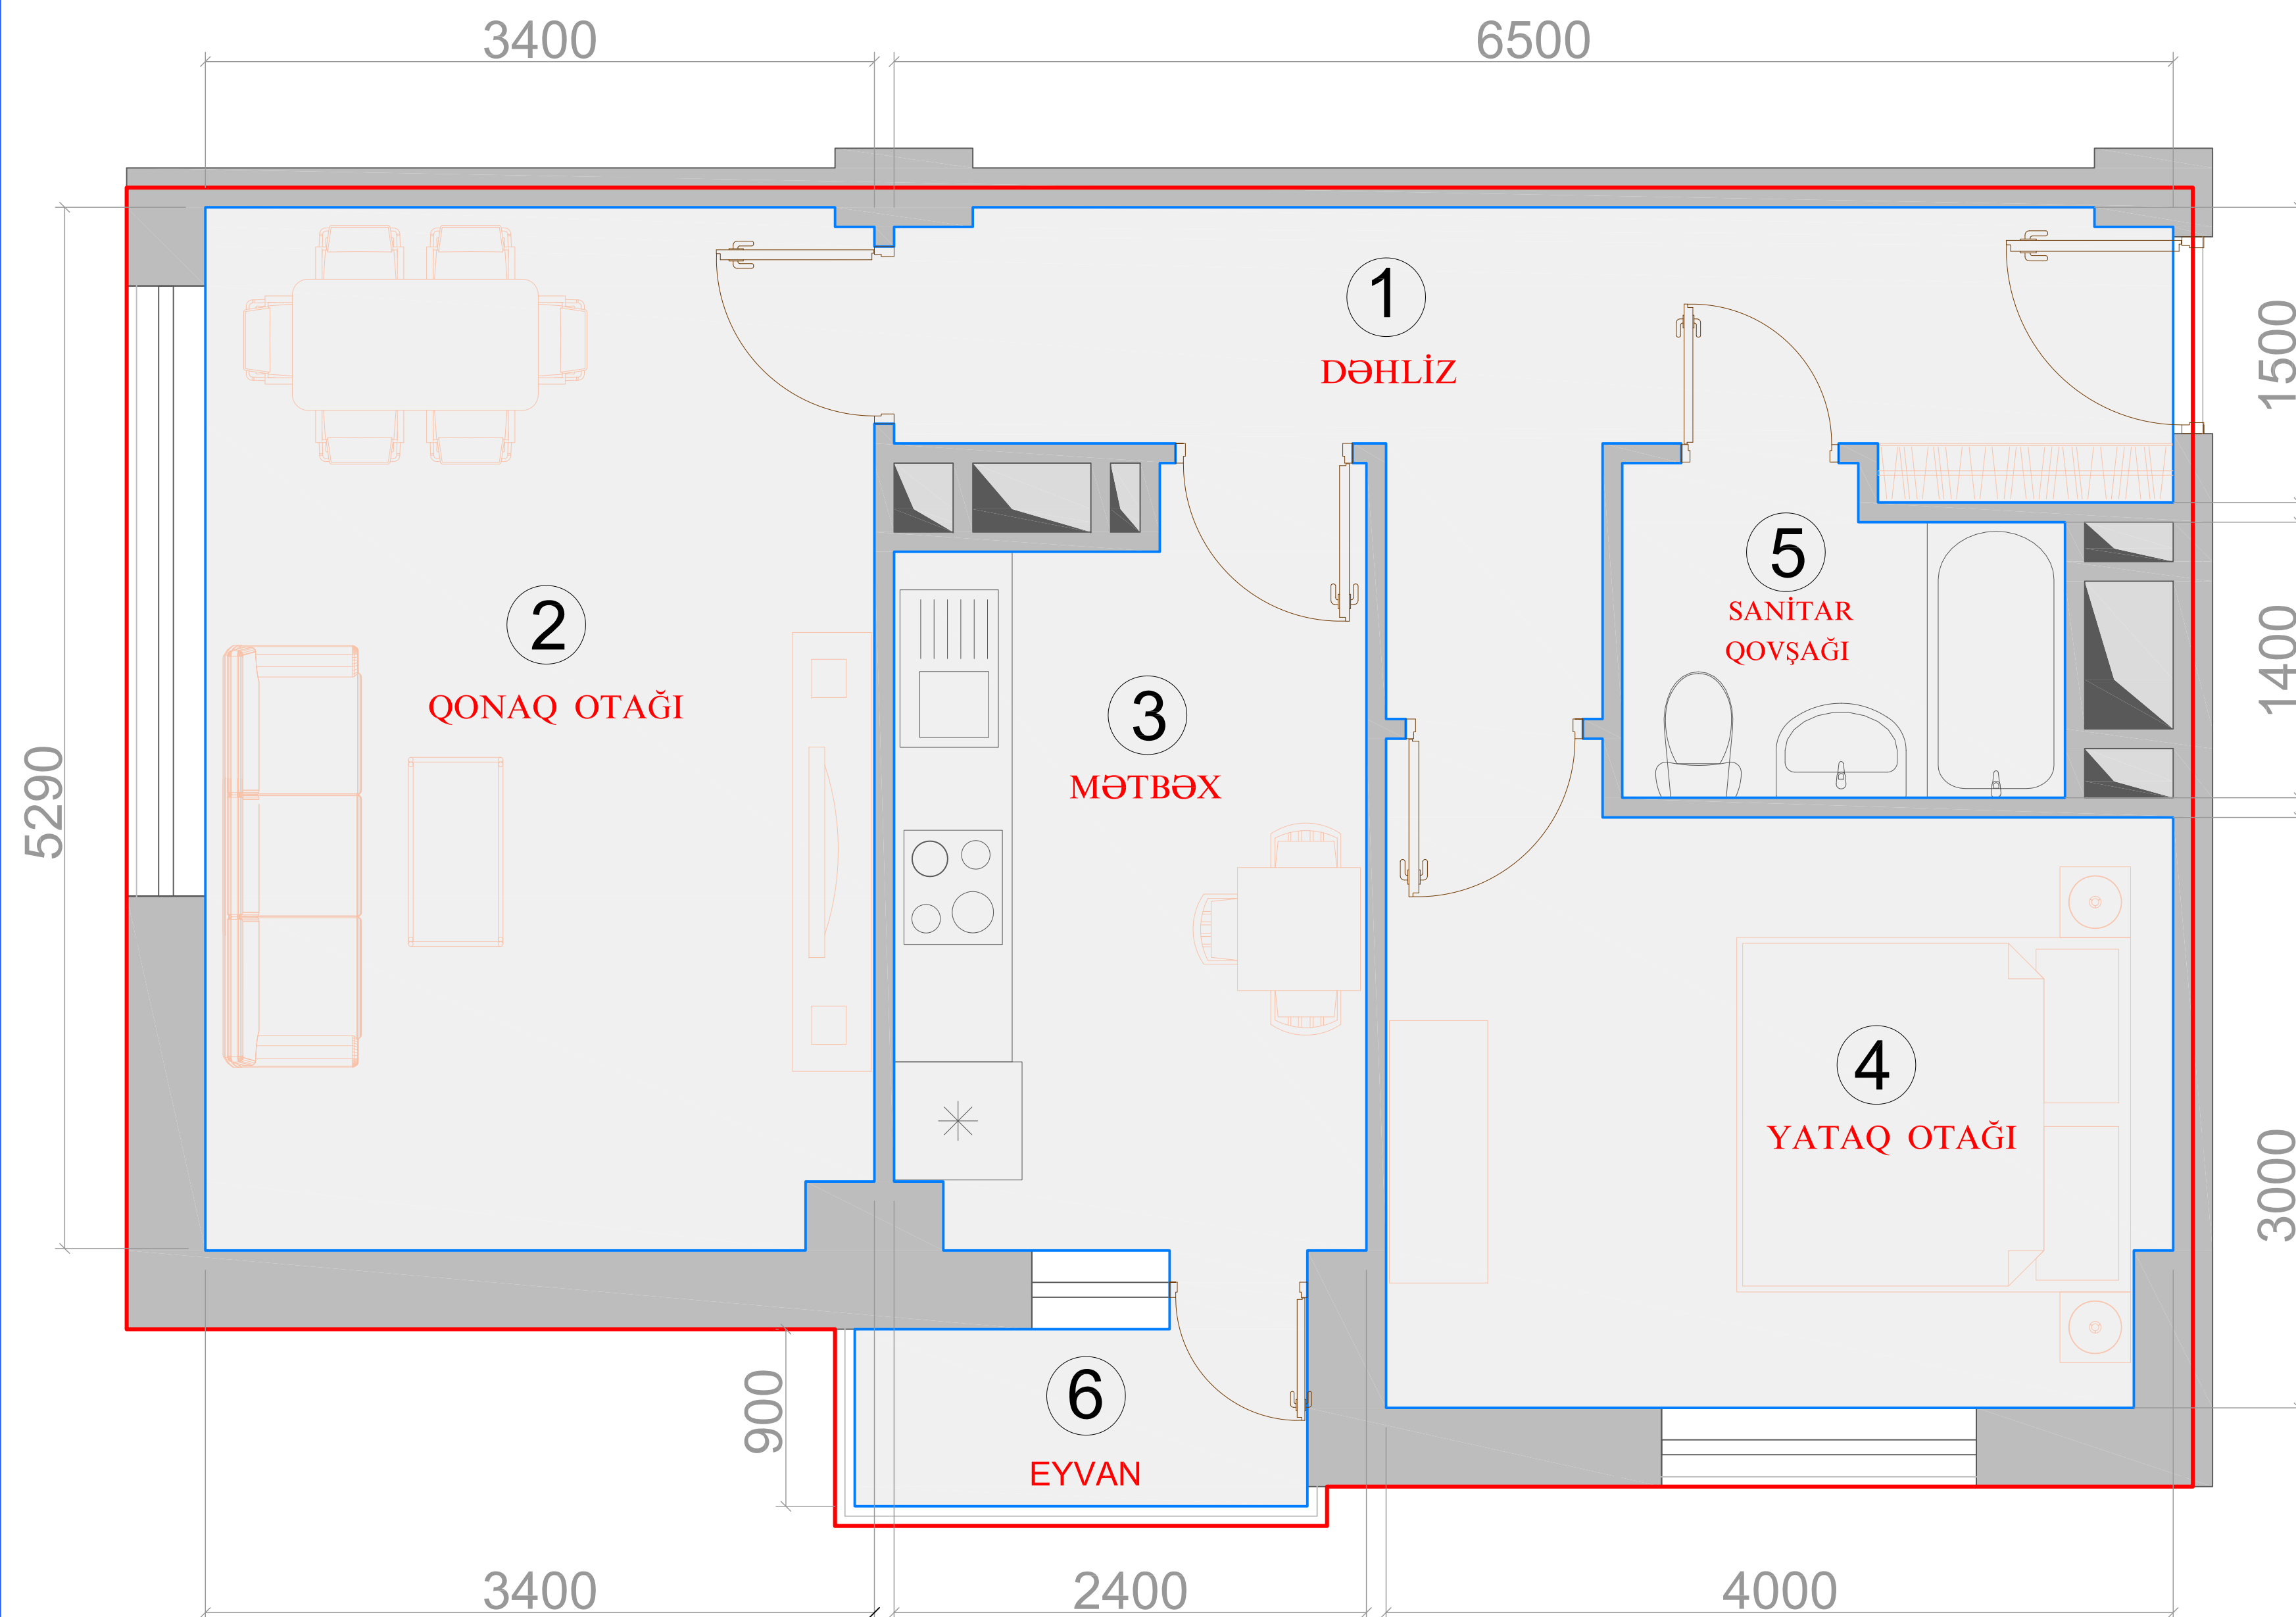 3400
6500
1
DƏHLİZ
1500
5
SANİTAR
QOVŞAĞI
1400
2
QONAQ OTAĞI
3
MƏTBƏX
5290
4
YATAQ OTAĞI
3000
6
EYVAN
900
3400
2400
4000